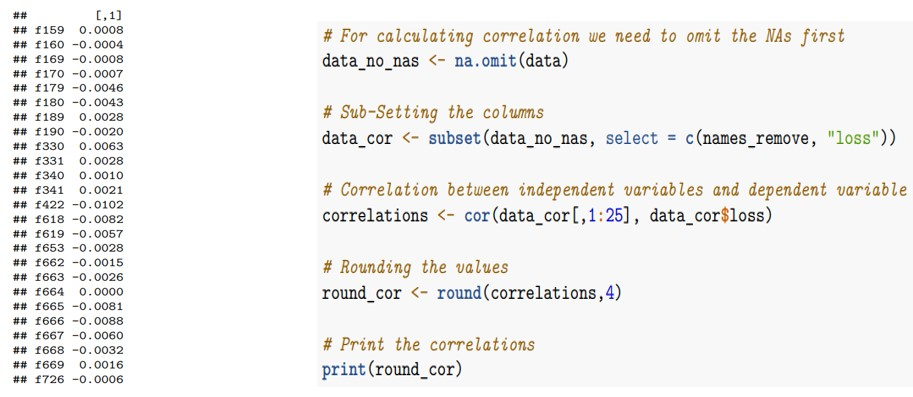 ## [,1]
## f159 0.0008
## f160 -0.0004
## f169 -0.0008
## f170 -0.0007
## f179 -0.0046
## f180 -0.0043
## f189 0.0028
## f190 -0.0020
## f330 0.0063
## f331 0.0028
## f340 0.0010
## f341 0.0021
## f422 -0.0102
## f618 -0.0082
## f619 -0.0057
## f653 -0.0028
## f662 -0.0015
## f663 -0.0026
## f664 0.0000
## f665 -0.0081
## f666 -0.0088
## f667 -0.0060
## f668 -0.0032
## f669 0.0016
## f726 -0.0006
# For calculating correlation we need to omit the NAs first
data_no_nas <- na.omit(data)
# Sub-Setting the columns
data_cor <- subset(data_no_nas, select = c(names_remove, "loss"))
# Correlation between independent variables and dependent variable
correlations <- cor(data_cor[,1:25], data_cor$loss)
# Rounding the values
round_cor <- round(correlations,4)
# Print the correlations
print(round_cor)